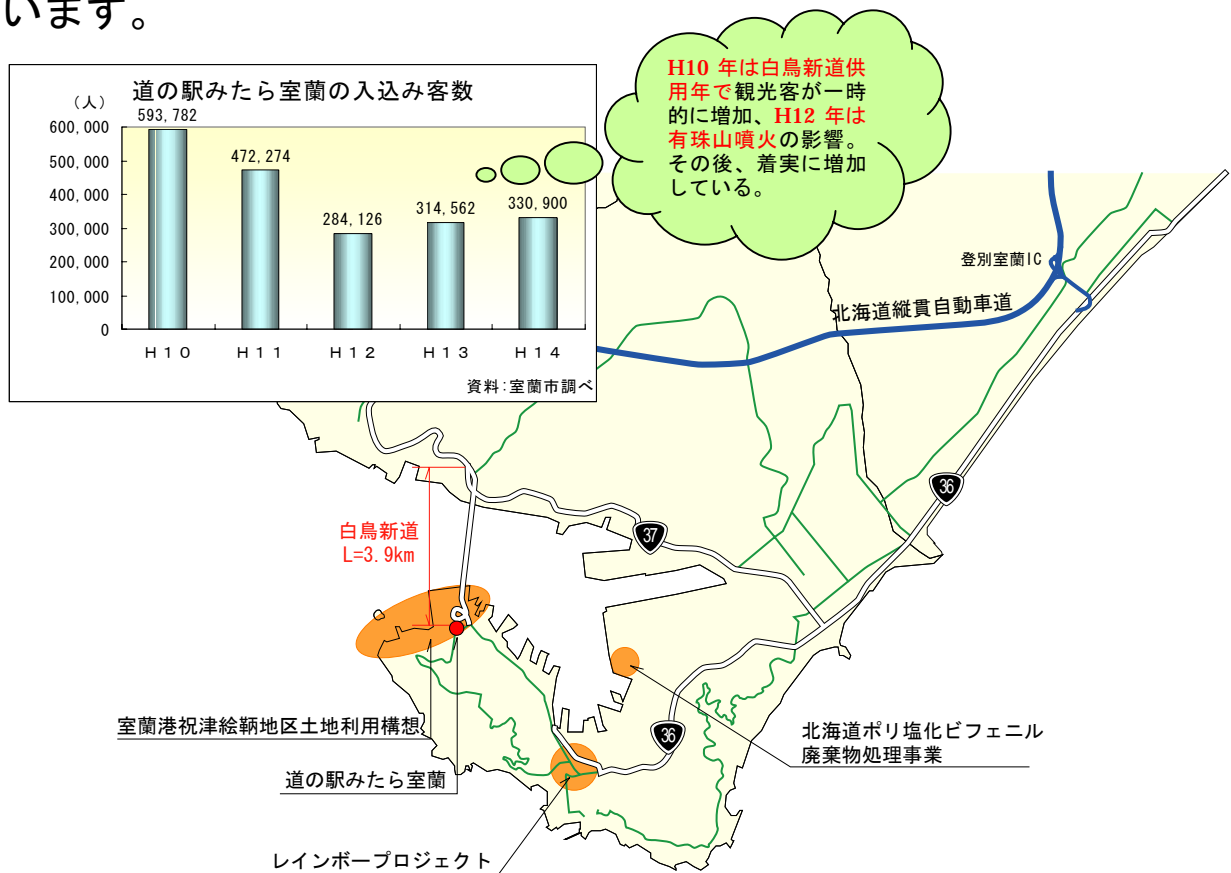 います。
道の駅みたら室蘭の入込み客数
（人）
600,000
500,000
400,000
300,000
200,000
100,000
0
593,782
472,274
284,126
314,562
330,900
Ｈ１０
Ｈ１１
Ｈ１２
Ｈ１３
Ｈ１４
資料：室蘭市調べ
H10 年は白鳥新道供
用年で観光客が一時
的に増加、H12 年は
有珠山噴火の影響。
その後、着実に増加
している。
登別室蘭IC
北海道縦貫自動車道
36
37
白鳥新道
L=3.9km
36
室蘭港祝津絵鞆地区土地利用構想
道の駅みたら室蘭
レインボープロジェクト
北海道ポリ塩化ビフェニル
廃棄物処理事業